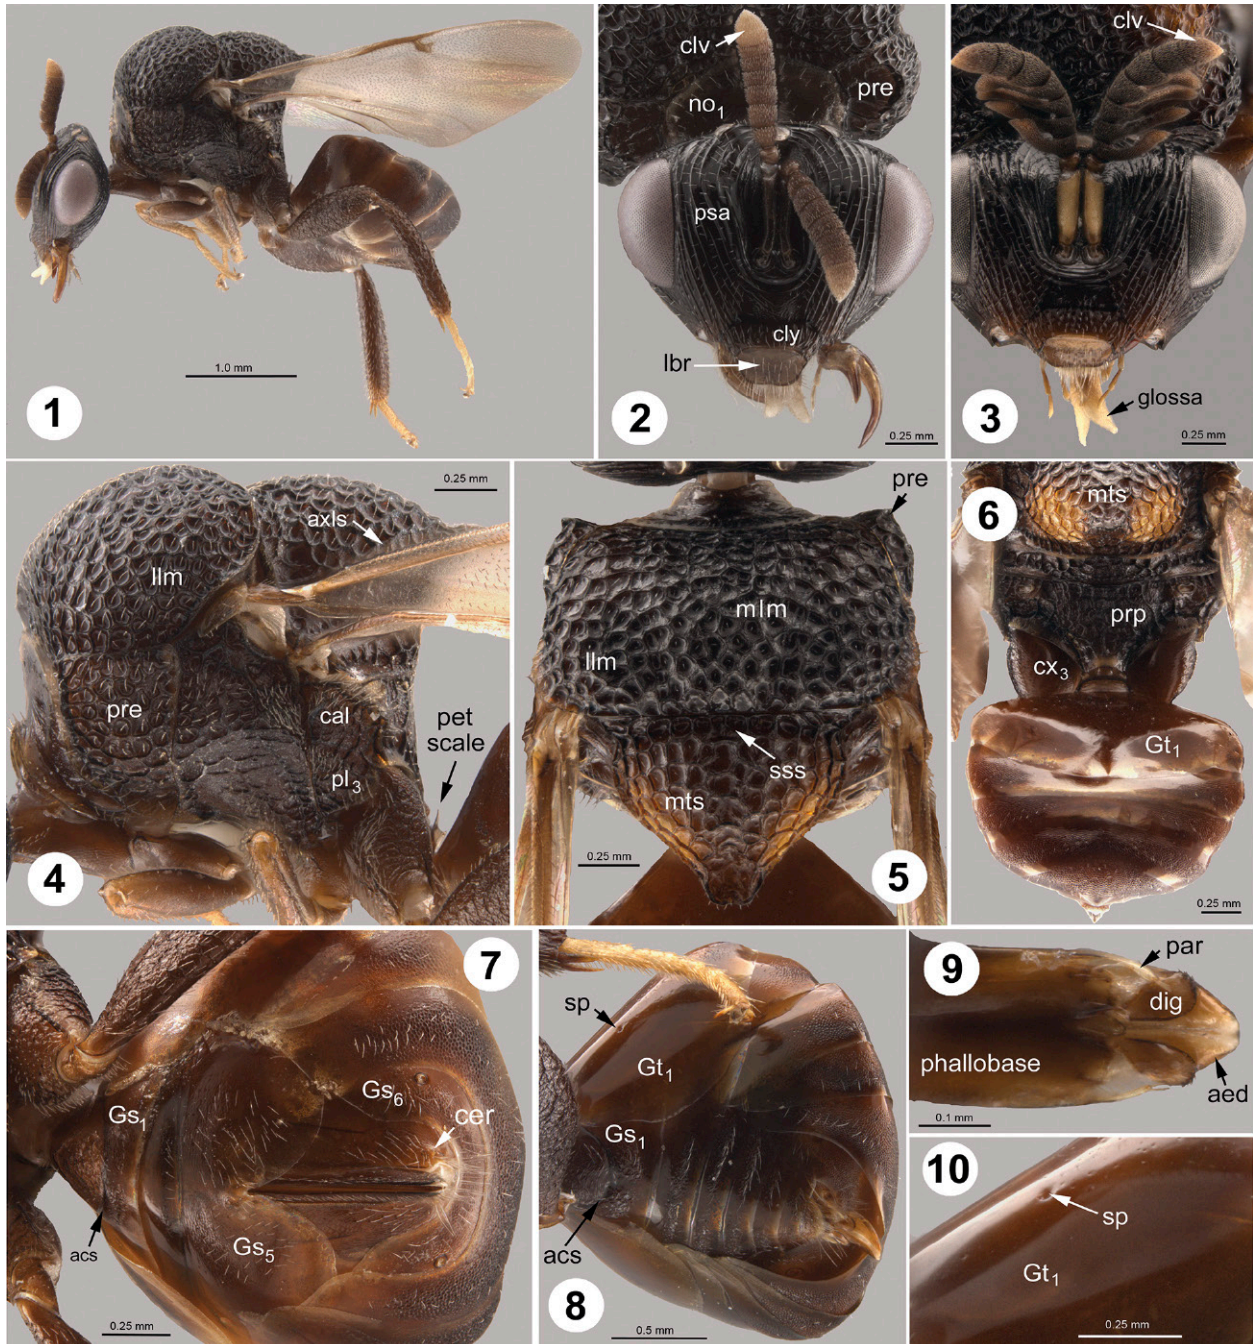 1.0 mm
1
clv
no1
pre
psa
cly
lbr
2
0.25 mm
clv
glossa
3
0.25 mm
0.25 mm
axls
llm
pre
cal
pl3
pet
scale
4
pre
mlm
llm
sss
mts
0.25 mm
5
6
mts
prp
cx3
Gt1
0.25 mm
7
Gs1
Gs6
cer
acs
Gs5
0.25 mm
sp
Gt1
Gs1
acs
8
0.5 mm
9
par
dig
phallobase
aed
0.1 mm
10
sp
Gt1
0.25 mm